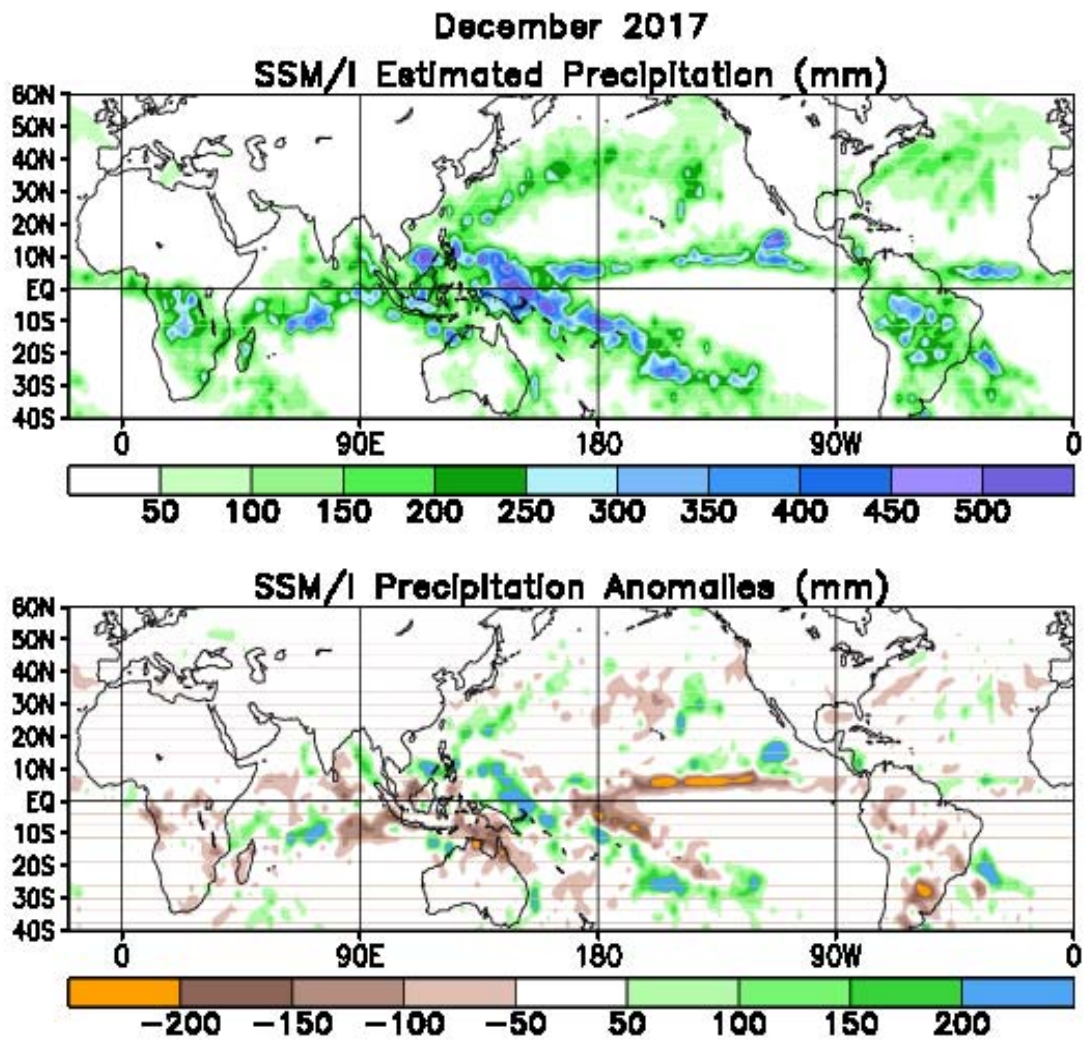 December 2017
SSM/I Estimated Precipitation (mm)
60N
50N
40N
30N
20N
10N
EQ
10S
20S
30S
40S
0 90E 180 90W 0
50 100 150 200 250 300 350 400 450 500
SSM/I Precipitation Anomalies (mm)
60N
50N
40N
30N
20N
10N
EQ
10S
20S
30S
40S
0 90E 180 90W 0
−200 −150 −100 −50 50 100 150 200